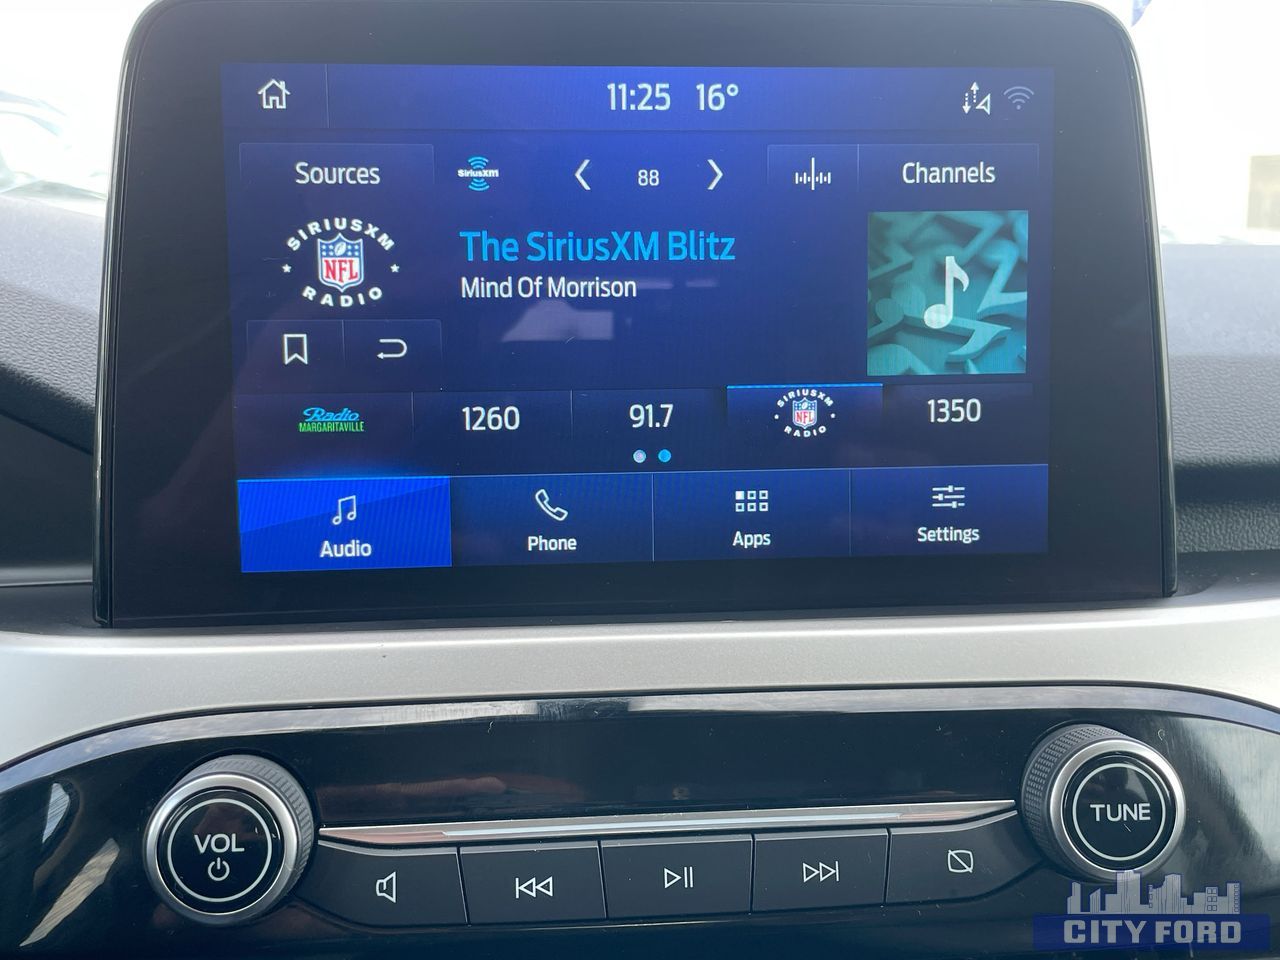 11:25 16°
Sources
SiriusXM
88
Channels
SIRIUSXM
NFL
RADIO
The SiriusXM Blitz
Mind Of Morrison
Radio
MARGARITAVILLE
1260
91.7
SIRIUSXM
NFL
RADIO
1350
Audio
Phone
Apps
Settings
VOL
TUNE
CITY FORD